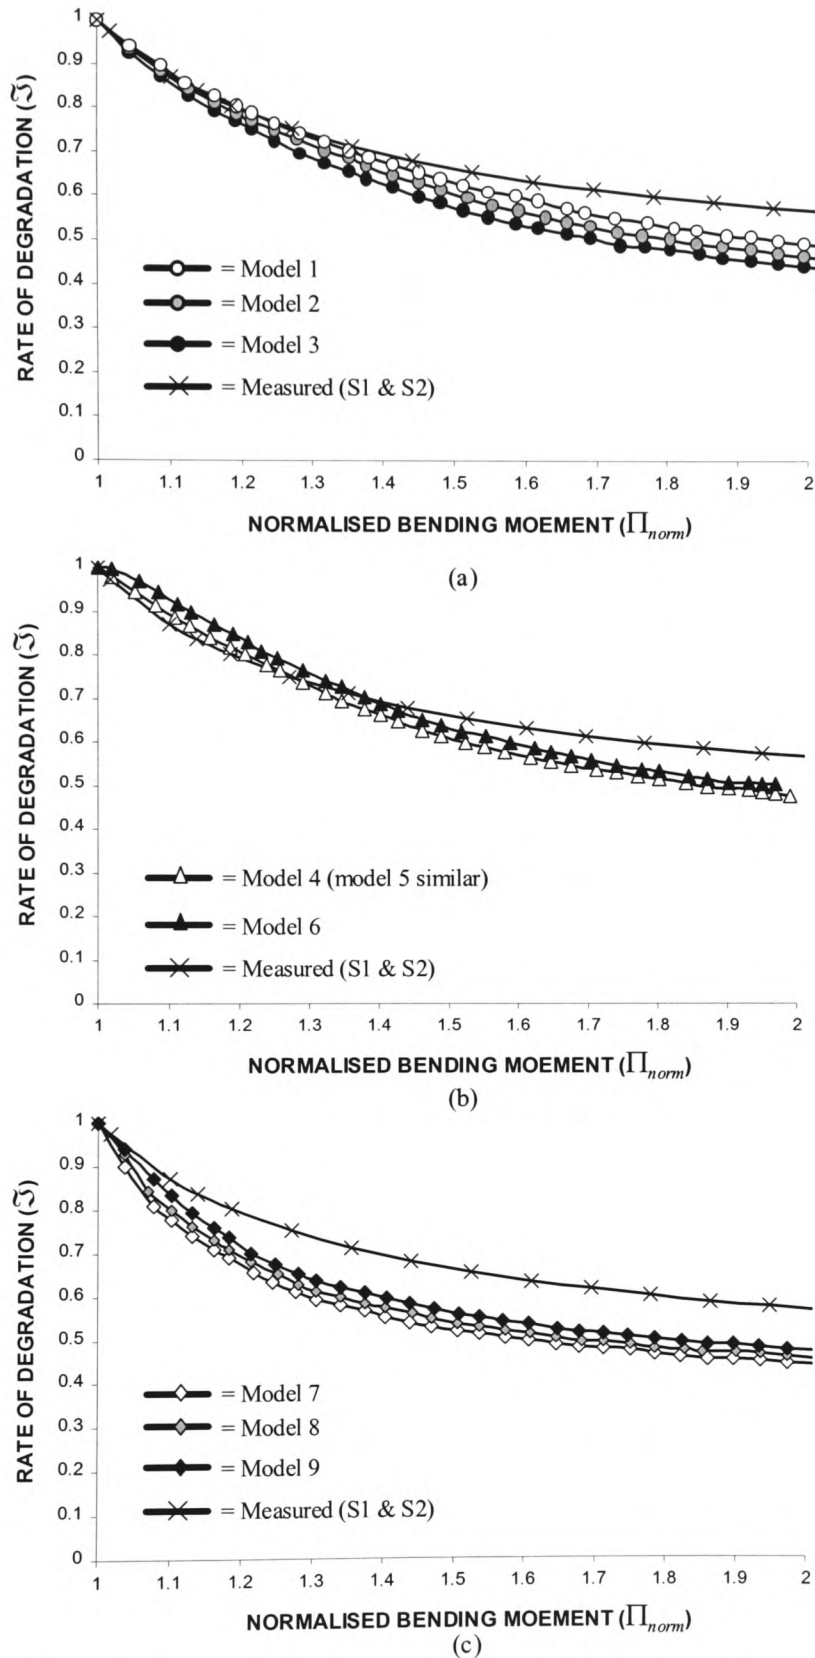 1
0.9
0.8
0.7
0.6
0.5
0.4
0.3
0.2
0.1
0
RATE OF DEGRADATION (ℑ)
= Model 1
= Model 2
= Model 3
= Measured (S1 & S2)
1 1.1 1.2 1.3 1.4 1.5 1.6 1.7 1.8 1.9 2
NORMALISED BENDING MOEMENT (Πnorm)
(a)
1
0.9
0.8
0.7
0.6
0.5
0.4
0.3
0.2
0.1
0
RATE OF DEGRADATION (ℑ)
= Model 4 (model 5 similar)
= Model 6
= Measured (S1 & S2)
1 1.1 1.2 1.3 1.4 1.5 1.6 1.7 1.8 1.9 2
NORMALISED BENDING MOEMENT (Πnorm)
(b)
1
0.9
0.8
0.7
0.6
0.5
0.4
0.3
0.2
0.1
0
RATE OF DEGRADATION (ℑ)
= Model 7
= Model 8
= Model 9
= Measured (S1 & S2)
1 1.1 1.2 1.3 1.4 1.5 1.6 1.7 1.8 1.9 2
NORMALISED BENDING MOEMENT (Πnorm)
(c)